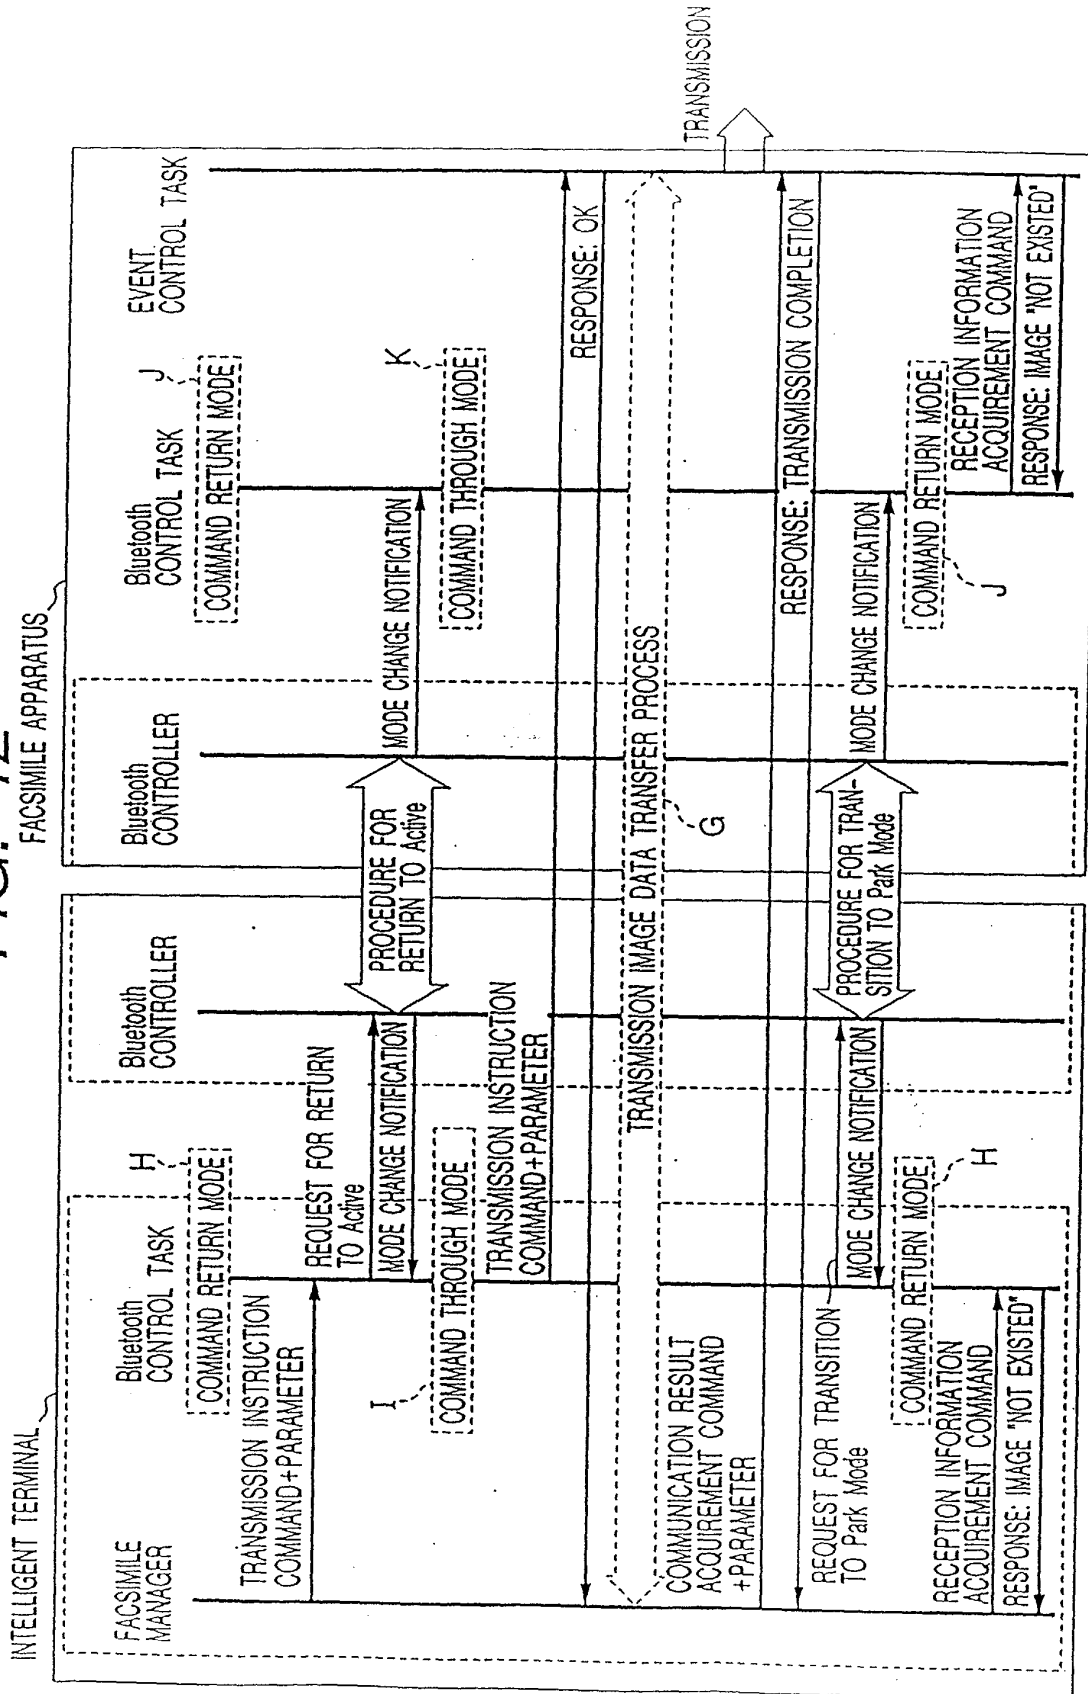 FIG. 12
INTELLIGENT TERMINAL
FACSIMILE APPARATUS
FACSIMILE
MANAGER
Bluetooth
CONTROL TASK
Bluetooth
CONTROLLER
Bluetooth
CONTROLLER
Bluetooth
CONTROL TASK
EVENT
CONTROL TASK
COMMAND RETURN MODE
H
COMMAND RETURN MODE
J
TRANSMISSION INSTRUCTION
COMMAND+PARAMETER
REQUEST FOR RETURN
TO Active
MODE CHANGE NOTIFICATION
PROCEDURE FOR
RETURN TO Active
MODE CHANGE NOTIFICATION
I
COMMAND THROUGH MODE
K
COMMAND THROUGH MODE
TRANSMISSION INSTRUCTION
COMMAND+PARAMETER
RESPONSE: OK
TRANSMISSION IMAGE DATA TRANSFER PROCESS
G
COMMUNICATION RESULT
ACQUIREMENT COMMAND
+PARAMETER
TRANSMISSION
RESPONSE: TRANSMISSION COMPLETION
REQUEST FOR TRANSITION
TO Park Mode
MODE CHANGE NOTIFICATION
PROCEDURE FOR TRAN-
SITION TO Park Mode
MODE CHANGE NOTIFICATION
COMMAND RETURN MODE
H
COMMAND RETURN MODE
J
RECEPTION INFORMATION
ACQUIREMENT COMMAND
RESPONSE: IMAGE "NOT EXISTED"
RECEPTION INFORMATION
ACQUIREMENT COMMAND
RESPONSE: IMAGE "NOT EXISTED"